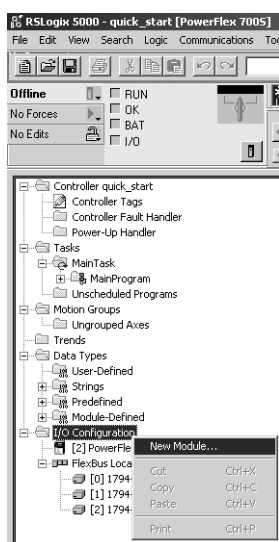 RSLogix 5000 - quick_start [PowerFlex 700S]
File Edit View Search Logic Communications
Offline
RUN
No Forces
OK
BAT
No Edits
I/O
Controller quick_start
Controller Tags
Controller Fault Handler
Power-Up Handler
Tasks
MainTask
MainProgram
Unscheduled Programs
Motion Groups
Ungrouped Axes
Trends
Data Types
User-Defined
Strings
Predefined
Module-Defined
I/O Configuration
New Module...
[2] PowerFle
Cut Ctrl+X
FlexBus Loca
Copy Ctrl+C
[0] 1794-
Paste Ctrl+V
[1] 1794-
[2] 1794-
Print Ctrl+P